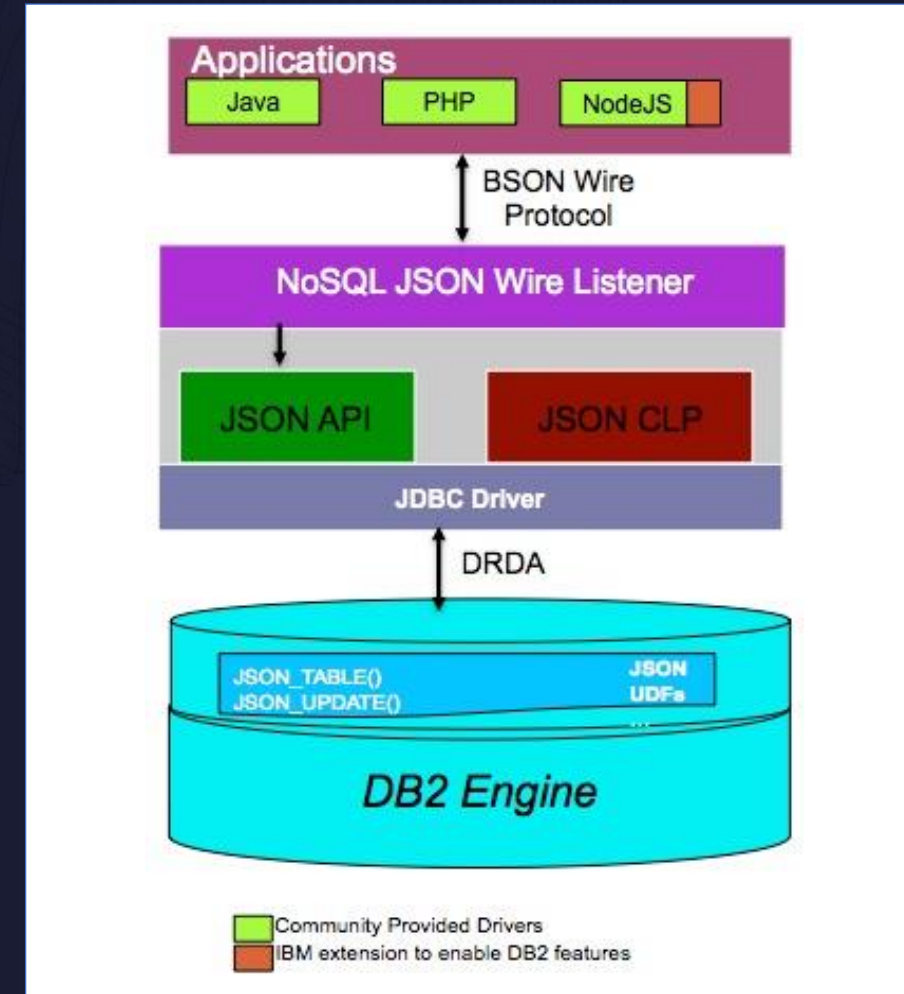 Applications
Java PHP NodeJS
BSON Wire
Protocol
NoSQL JSON Wire Listener
JSON API JSON CLP
JDBC Driver
DRDA
JSON_TABLE() JSON
JSON_UPDATE() UDFs
...
DB2 Engine
Community Provided Drivers
IBM extension to enable DB2 features